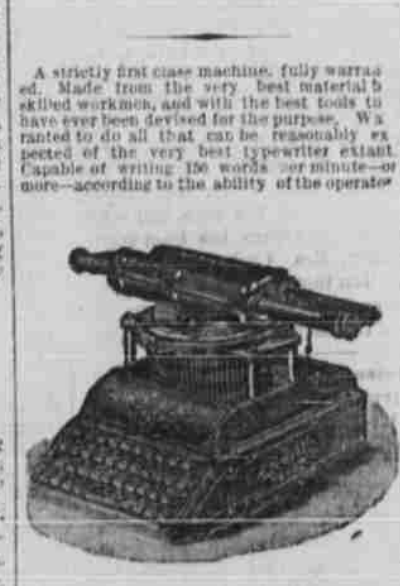 A strictly first class machine, fully warran
ed. Made from the very best material b
skilled workmen, and with the best tools th
have ever been devised for the purpose. Wa
ranted to do all that can be reasonably ex
pected of the very best typewriter extant
Capable of writing 150 words per minute—or
more—according to the ability of the operator